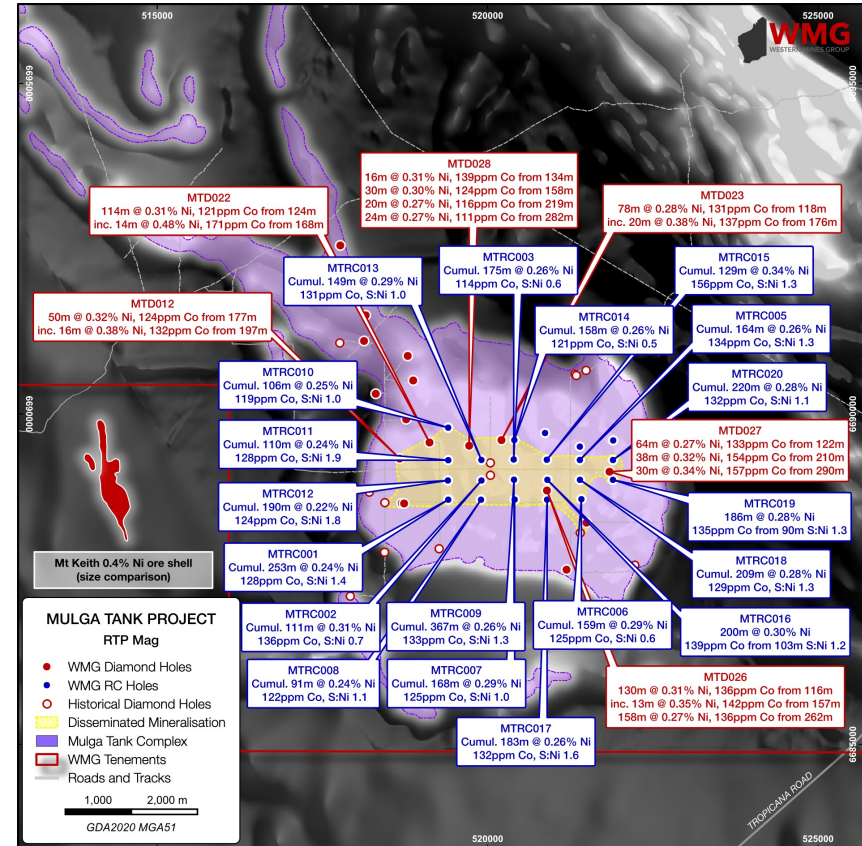 515000
520000
525000
WMG
WESTERN MINES GROUP
6695000
6695000
MTD028
16m @ 0.31% Ni, 139ppm Co from 134m
30m @ 0.30% Ni, 124ppm Co from 158m
20m @ 0.27% Ni, 116ppm Co from 219m
24m @ 0.27% Ni, 111ppm Co from 282m
MTD022
114m @ 0.31% Ni, 121ppm Co from 124m
inc. 14m @ 0.48% Ni, 171ppm Co from 168m
MTD023
78m @ 0.28% Ni, 131ppm Co from 118m
inc. 20m @ 0.38% Ni, 137ppm Co from 176m
MTRC013
Cumul. 149m @ 0.29% Ni
131ppm Co, S:Ni 1.0
MTRC003
Cumul. 175m @ 0.26% Ni
114ppm Co, S:Ni 0.6
MTRC015
Cumul. 129m @ 0.34% Ni
156ppm Co, S:Ni 1.3
MTD012
50m @ 0.32% Ni, 124ppm Co from 177m
inc. 16m @ 0.38% Ni, 132ppm Co from 197m
MTRC014
Cumul. 158m @ 0.26% Ni
121ppm Co, S:Ni 0.5
MTRC005
Cumul. 164m @ 0.26% Ni
134ppm Co, S:Ni 1.3
MTRC010
Cumul. 106m @ 0.25% Ni
119ppm Co, S:Ni 1.0
MTRC020
Cumul. 220m @ 0.28% Ni
132ppm Co, S:Ni 1.1
6690000
6690000
MTRC011
Cumul. 110m @ 0.24% Ni
128ppm Co, S:Ni 1.9
MTD027
64m @ 0.27% Ni, 133ppm Co from 122m
38m @ 0.32% Ni, 154ppm Co from 210m
30m @ 0.34% Ni, 157ppm Co from 290m
MTRC012
Cumul. 190m @ 0.22% Ni
124ppm Co, S:Ni 1.8
MTRC019
186m @ 0.28% Ni
135ppm Co from 90m S:Ni 1.3
MTRC001
Cumul. 253m @ 0.24% Ni
128ppm Co, S:Ni 1.4
MTRC018
Cumul. 209m @ 0.28% Ni
129ppm Co, S:Ni 1.3
Mt Keith 0.4% Ni ore shell
(size comparison)
MTRC002
Cumul. 111m @ 0.31% Ni
136ppm Co, S:Ni 0.7
MTRC009
Cumul. 367m @ 0.26% Ni
133ppm Co, S:Ni 1.3
MTRC006
Cumul. 159m @ 0.29% Ni
125ppm Co, S:Ni 0.6
MTRC016
200m @ 0.30% Ni
139ppm Co from 103m S:Ni 1.2
MTRC008
Cumul. 91m @ 0.24% Ni
122ppm Co, S:Ni 1.1
MTRC007
Cumul. 168m @ 0.29% Ni
125ppm Co, S:Ni 1.0
MTD026
130m @ 0.31% Ni, 136ppm Co from 116m
inc. 13m @ 0.35% Ni, 142ppm Co from 157m
158m @ 0.27% Ni, 136ppm Co from 262m
MTRC017
Cumul. 183m @ 0.26% Ni
132ppm Co, S:Ni 1.6
MULGA TANK PROJECT
RTP Mag
WMG Diamond Holes
WMG RC Holes
Historical Diamond Holes
Disseminated Mineralisation
Mulga Tank Complex
WMG Tenements
Roads and Tracks
1,000 2,000 m
GDA2020 MGA51
6685000
TROPICANA ROAD
520000
525000